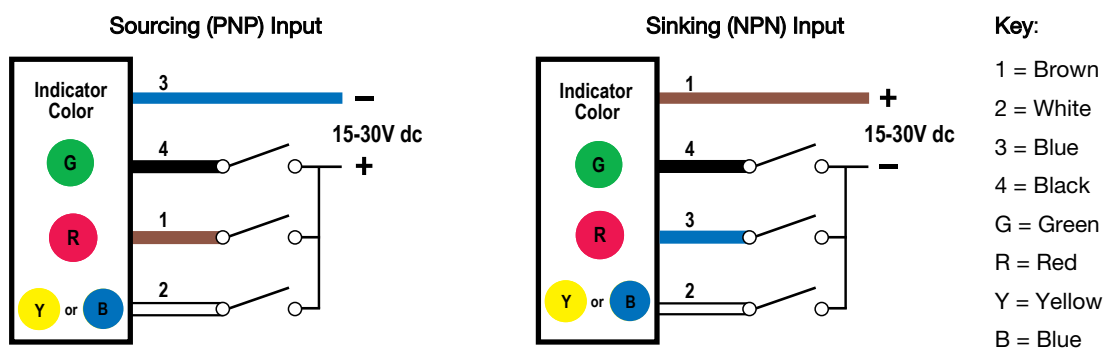 Sourcing (PNP) Input
Indicator
Color
3
−
15-30V dc
G
4
+
R
1
Y or B
2
Sinking (NPN) Input
Indicator
Color
1
+
15-30V dc
G
4
−
R
3
Y or B
2
Key:
1 = Brown
2 = White
3 = Blue
4 = Black
G = Green
R = Red
Y = Yellow
B = Blue